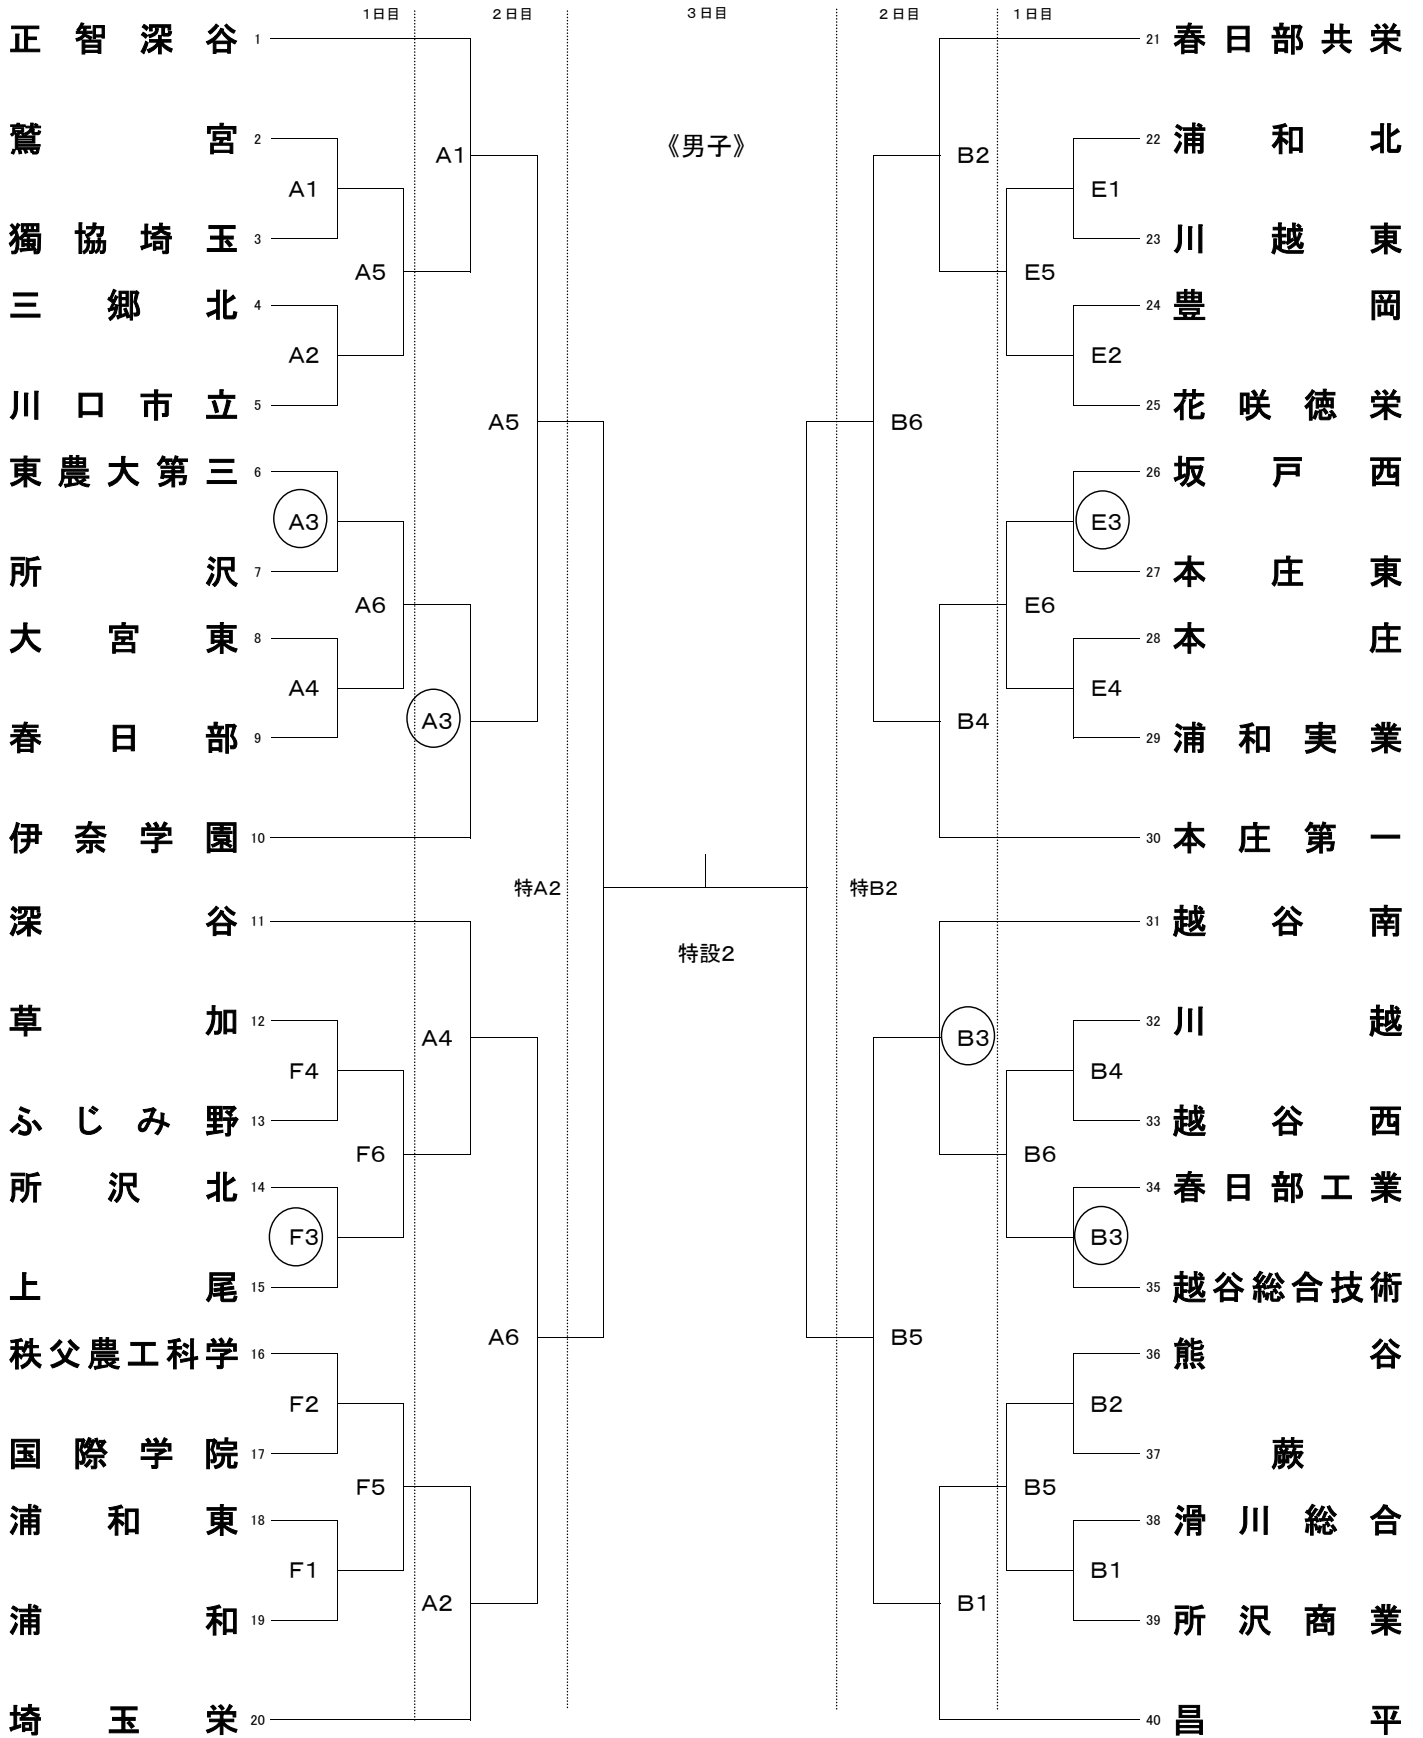 1日目 2日目 3日目 2日目 1日目
正智深谷 1
21 春日部共栄
鷲宮 2
《男子》
22 浦和北
A1
B2
A1
E1
獨協埼玉 3
23 川越東
A5
E5
三郷北 4
24 豊岡
A2
E2
川口市立 5
25 花咲徳栄
A5
B6
東農大第三 6
26 坂戸西
A3
E3
所沢 7
27 本庄東
A6
E6
大宮東 8
28 本庄
A4
E4
A3
B4
春日部 9
29 浦和実業
伊奈学園 10
30 本庄第一
特A2
特B2
深谷 11
31 越谷南
特設2
草加 12
32 川越
A4
B3
F4
B4
ふじみ野 13
33 越谷西
F6
B6
所沢北 14
34 春日部工業
F3
B3
上尾 15
35 越谷総合技術
A6
B5
秩父農工科学 16
36 熊谷
F2
B2
国際学院 17
37 蕨
F5
B5
浦和東 18
38 滑川総合
F1
B1
A2
B1
浦和 19
39 所沢商業
埼玉栄 20
40 昌平